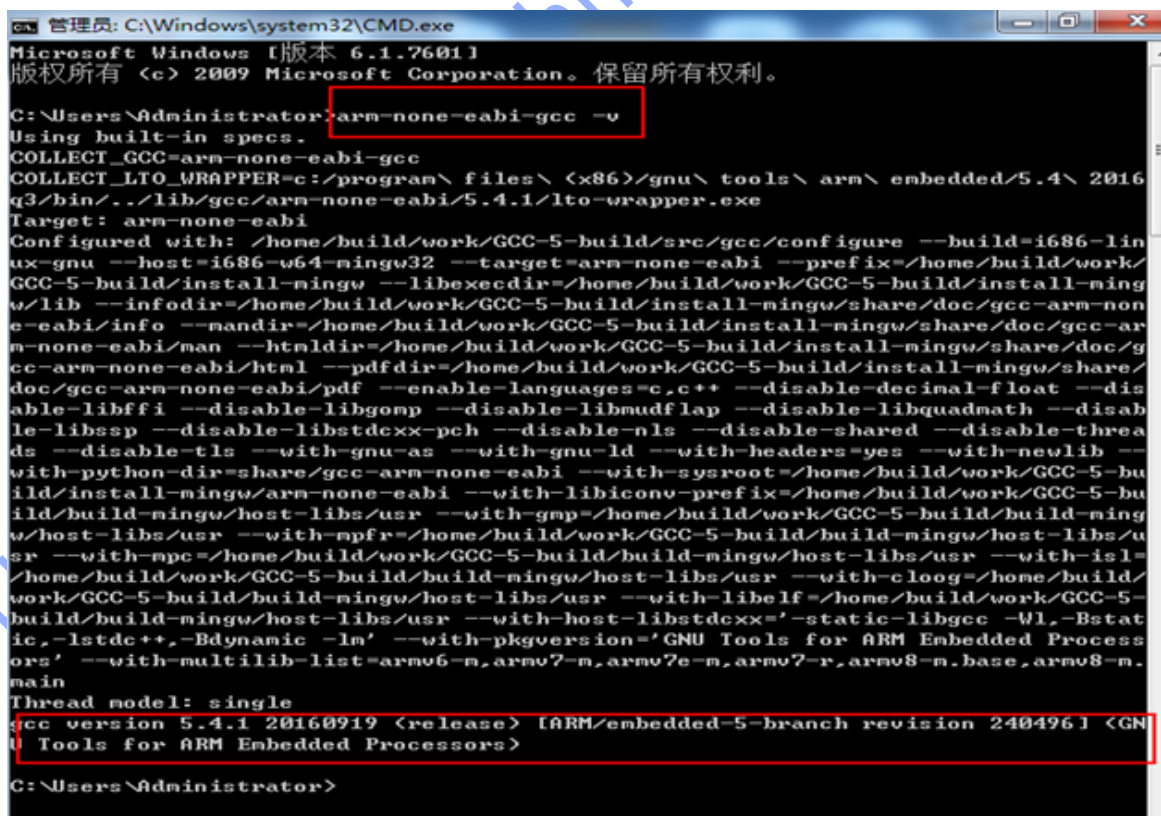 管理员: C:\Windows\system32\CMD.exe
Microsoft Windows [版本 6.1.7601]
版权所有 (c) 2009 Microsoft Corporation。保留所有权利。
C:\Users\Administrator>arm-none-eabi-gcc -v
Using built-in specs.
COLLECT_GCC=arm-none-eabi-gcc
COLLECT_LTO_WRAPPER=c:/program\ files\ (x86)/gnu\ tools\ arm\ embedded/5.4\ 2016
q3/bin/../lib/gcc/arm-none-eabi/5.4.1/lto-wrapper.exe
Target: arm-none-eabi
Configured with: /home/build/work/GCC-5-build/src/gcc/configure --build=i686-lin
ux-gnu --host=i686-w64-mingw32 --target=arm-none-eabi --prefix=/home/build/work/
GCC-5-build/install-mingw --libexecdir=/home/build/work/GCC-5-build/install-ming
w/lib --infodir=/home/build/work/GCC-5-build/install-mingw/share/doc/gcc-arm-non
e-eabi/info --mandir=/home/build/work/GCC-5-build/install-mingw/share/doc/gcc-ar
m-none-eabi/man --htmldir=/home/build/work/GCC-5-build/install-mingw/share/doc/g
cc-arm-none-eabi/html --pdfdir=/home/build/work/GCC-5-build/install-mingw/share/
doc/gcc-arm-none-eabi/pdf --enable-languages=c,c++ --disable-decimal-float --dis
able-libffi --disable-libgomp --disable-libmudflap --disable-libquadmath --disab
le-libssp --disable-libstdcxx-pch --disable-nls --disable-shared --disable-threa
ds --disable-tls --with-gnu-as --with-gnu-ld --with-headers=yes --with-newlib --
with-python-dir=share/gcc-arm-none-eabi --with-sysroot=/home/build/work/GCC-5-bu
ild/install-mingw/arm-none-eabi --with-libiconv-prefix=/home/build/work/GCC-5-bu
ild/build-mingw/host-libs/usr --with-gmp=/home/build/work/GCC-5-build/build-ming
w/host-libs/usr --with-mpfr=/home/build/work/GCC-5-build/build-mingw/host-libs/u
sr --with-mpc=/home/build/work/GCC-5-build/build-mingw/host-libs/usr --with-isl=
/home/build/work/GCC-5-build/build-mingw/host-libs/usr --with-cloog=/home/build/
work/GCC-5-build/build-mingw/host-libs/usr --with-libelf=/home/build/work/GCC-5-
build/build-mingw/host-libs/usr --with-host-libstdcxx='-static-libgcc -Wl,-Bstat
ic,-lstdc++,-Bdynamic -lm' --with-pkgversion='GNU Tools for ARM Embedded Process
ors' --with-multilib-list=armv6-m,armv7-m,armv7e-m,armv7-r,armv8-m.base,armv8-m.
main
Thread model: single
gcc version 5.4.1 20160919 (release) [ARM/embedded-5-branch revision 240496] (GN
U Tools for ARM Embedded Processors)
C:\Users\Administrator>